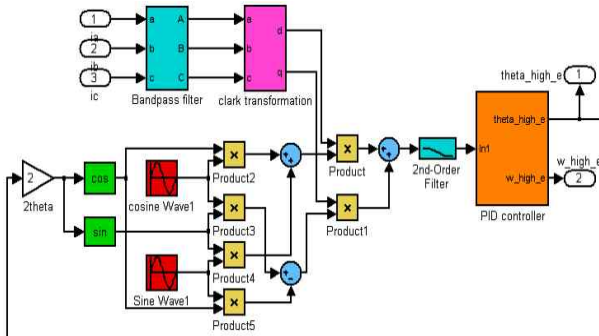 1
ia
2
ib
3
ic
a
b
c
A
B
C
Bandpass filter
a
b
c
d
q
clark transformation
theta_high_e
1
theta_high_e
In1
w_high_e
w_high_e
2
PID controller
2nd-Order
Filter
Product
Product1
2
2theta
cos
sin
cosine Wave1
Sine Wave1
Product2
Product3
Product4
Product5
×
×
×
×
×
×
+
+
+
+
+
-